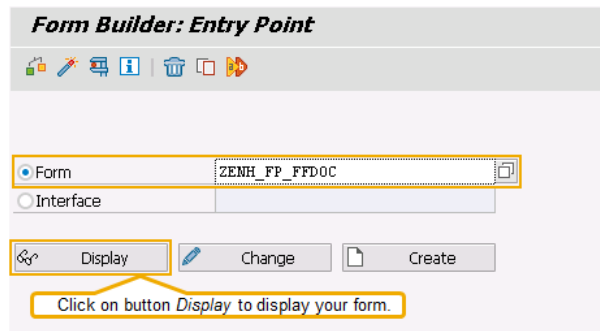 Form Builder: Entry Point
Form ZENH_FP_FFDOC
Interface
Display Change Create
Click on button Display to display your form.